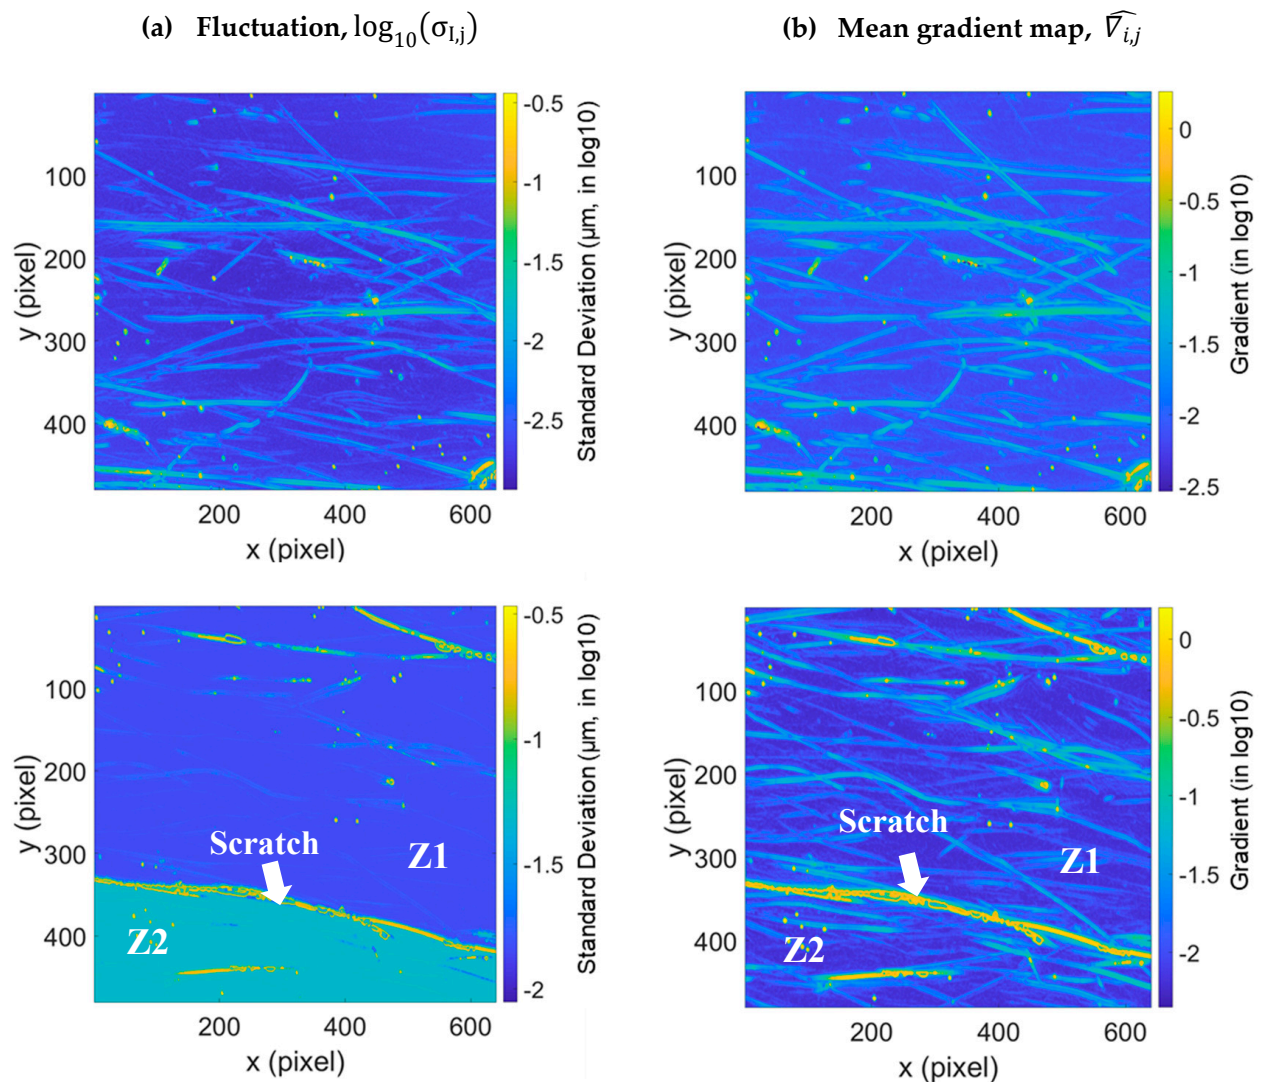 (a) Fluctuation, log₁₀(σ_I,j)
(b) Mean gradient map, ∇̂_i,j
-0.5
-1
-1.5
-2
-2.5
Standard Deviation (µm, in log10)
100
200
300
400
y (pixel)
200 400 600
x (pixel)
0
-0.5
-1
-1.5
-2
-2.5
Gradient (in log10)
100
200
300
400
y (pixel)
200 400 600
x (pixel)
-0.5
-1
-1.5
-2
Standard Deviation (µm, in log10)
100
200
300
400
y (pixel)
Scratch
Z1
Z2
200 400 600
x (pixel)
0
-0.5
-1
-1.5
-2
Gradient (in log10)
100
200
300
400
y (pixel)
Scratch
Z1
Z2
200 400 600
x (pixel)